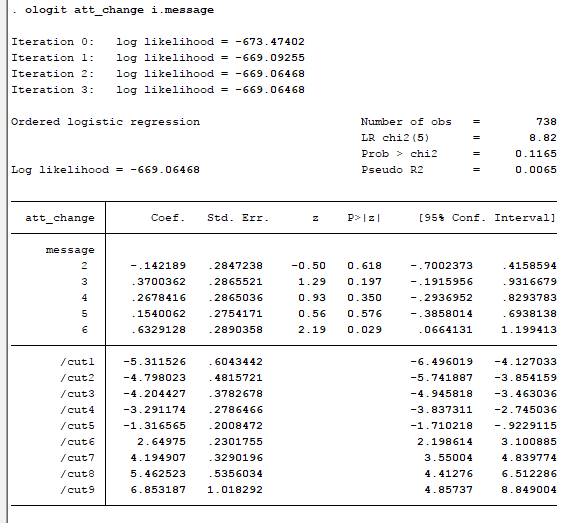 . ologit att_change i.message
Iteration 0: log likelihood = -673.47402
Iteration 1: log likelihood = -669.09255
Iteration 2: log likelihood = -669.06468
Iteration 3: log likelihood = -669.06468
Ordered logistic regression Number of obs = 738
LR chi2(5) = 8.82
Prob > chi2 = 0.1165
Log likelihood = -669.06468 Pseudo R2 = 0.0065
att_change Coef. Std. Err. z P>|z| [95% Conf. Interval]
message
2 -.142189 .2847238 -0.50 0.618 -.7002373 .4158594
3 .3700362 .2865521 1.29 0.197 -.1915956 .9316679
4 .2678416 .2865036 0.93 0.350 -.2936952 .8293783
5 .1540062 .2754171 0.56 0.576 -.3858014 .6938138
6 .6329128 .2890358 2.19 0.029 .0664131 1.199413
/cut1 -5.311526 .6043442 -6.496019 -4.127033
/cut2 -4.798023 .4815721 -5.741887 -3.854159
/cut3 -4.204427 .3782678 -4.945818 -3.463036
/cut4 -3.291174 .2786466 -3.837311 -2.745036
/cut5 -1.316565 .2008472 -1.710218 -.9229115
/cut6 2.64975 .2301755 2.198614 3.100885
/cut7 4.194907 .3290196 3.55004 4.839774
/cut8 5.462523 .5356034 4.41276 6.512286
/cut9 6.853187 1.018292 4.85737 8.849004